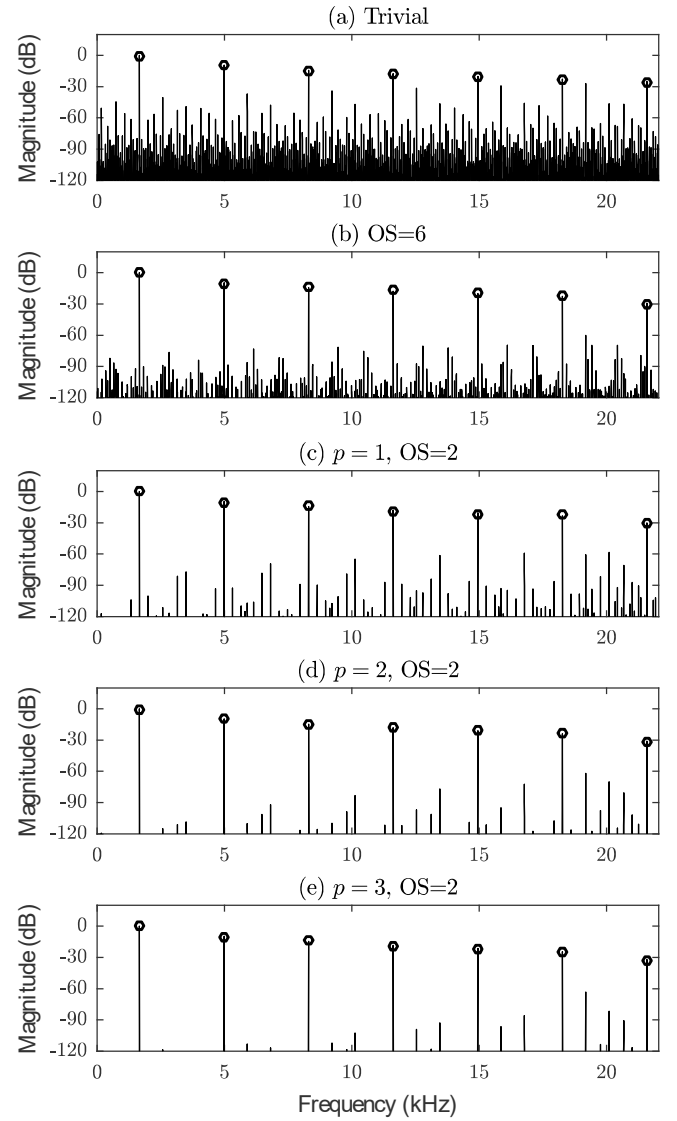 (a) Trivial
Magnitude (dB)
0
-30
-60
-90
-120
0 5 10 15 20
(b) OS=6
Magnitude (dB)
0
-30
-60
-90
-120
0 5 10 15 20
(c) p = 1, OS=2
Magnitude (dB)
0
-30
-60
-90
-120
0 5 10 15 20
(d) p = 2, OS=2
Magnitude (dB)
0
-30
-60
-90
-120
0 5 10 15 20
(e) p = 3, OS=2
Magnitude (dB)
0
-30
-60
-90
-120
0 5 10 15 20
Frequency (kHz)